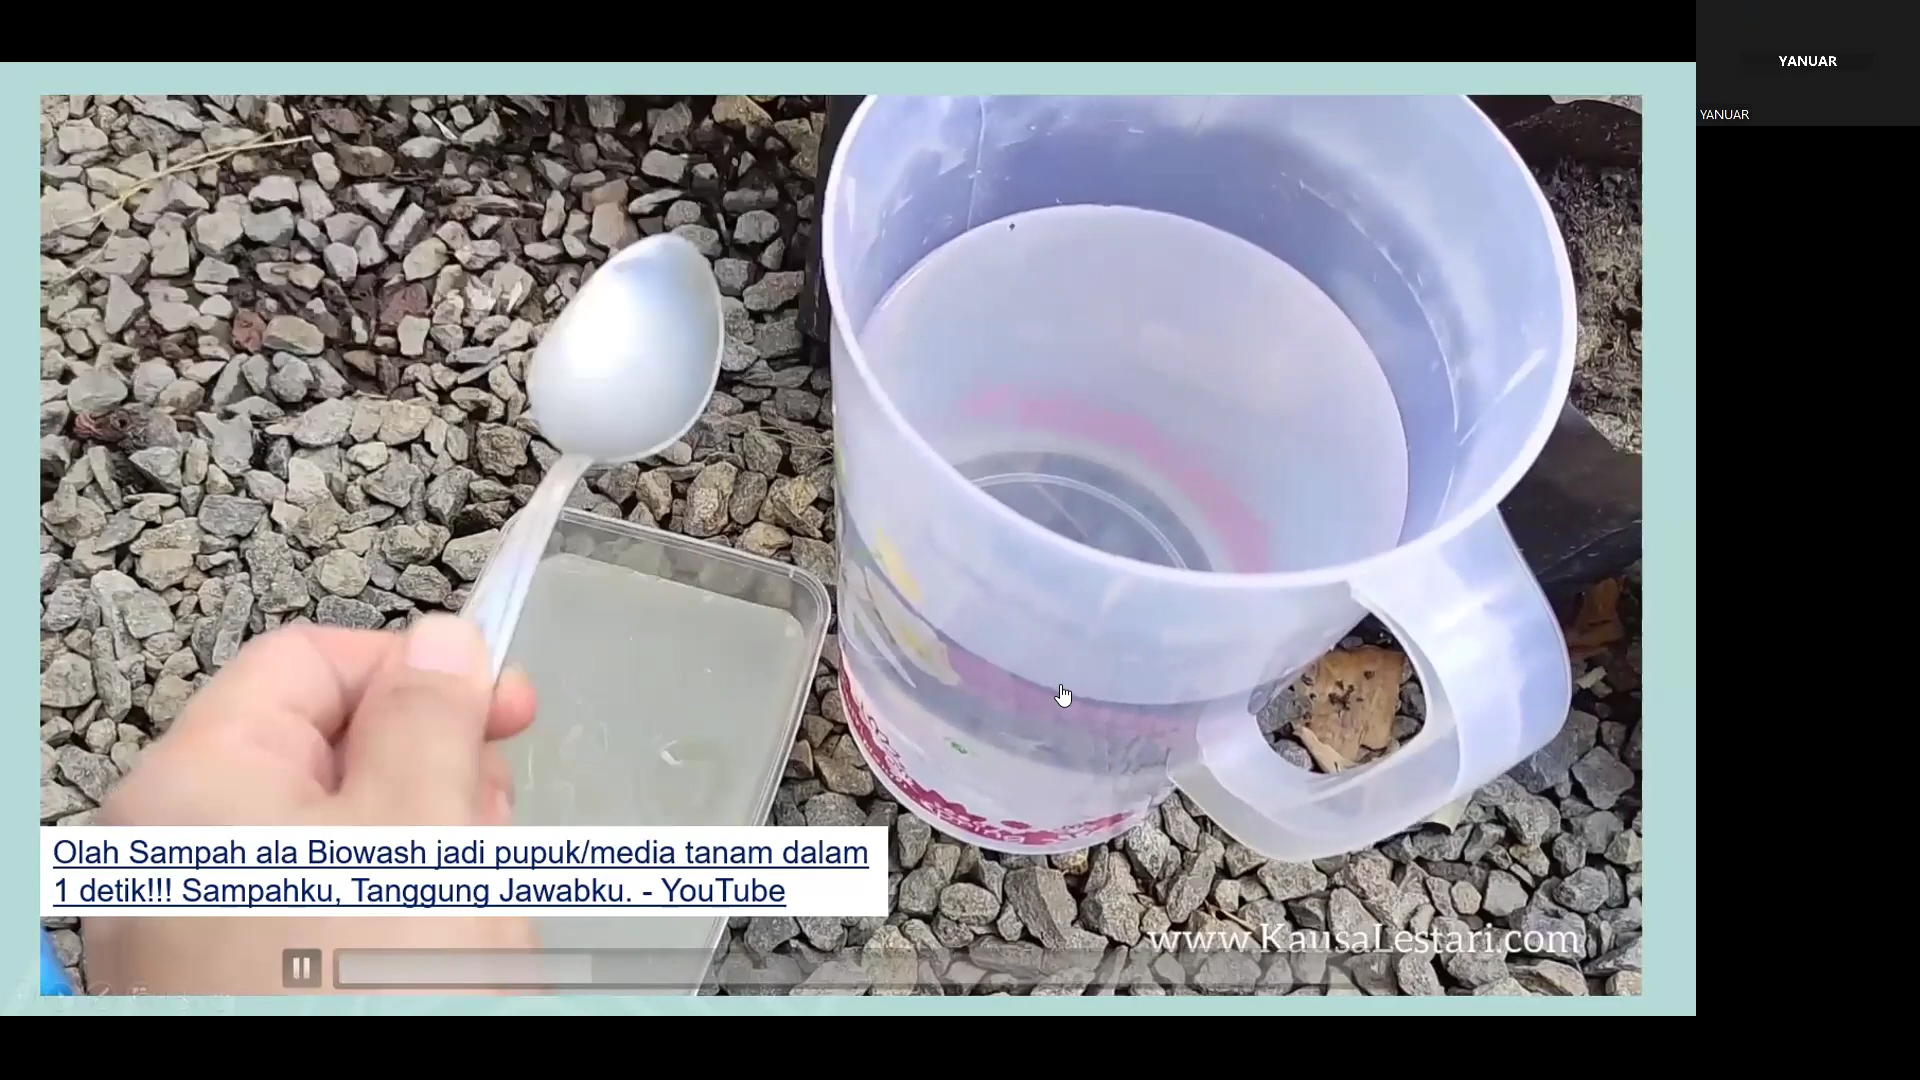 YANUAR
YANUAR
Olah Sampah ala Biowash jadi pupuk/media tanam dalam
1 detik!!! Sampahku, Tanggung Jawabku. - YouTube
www.KausaLestari.com